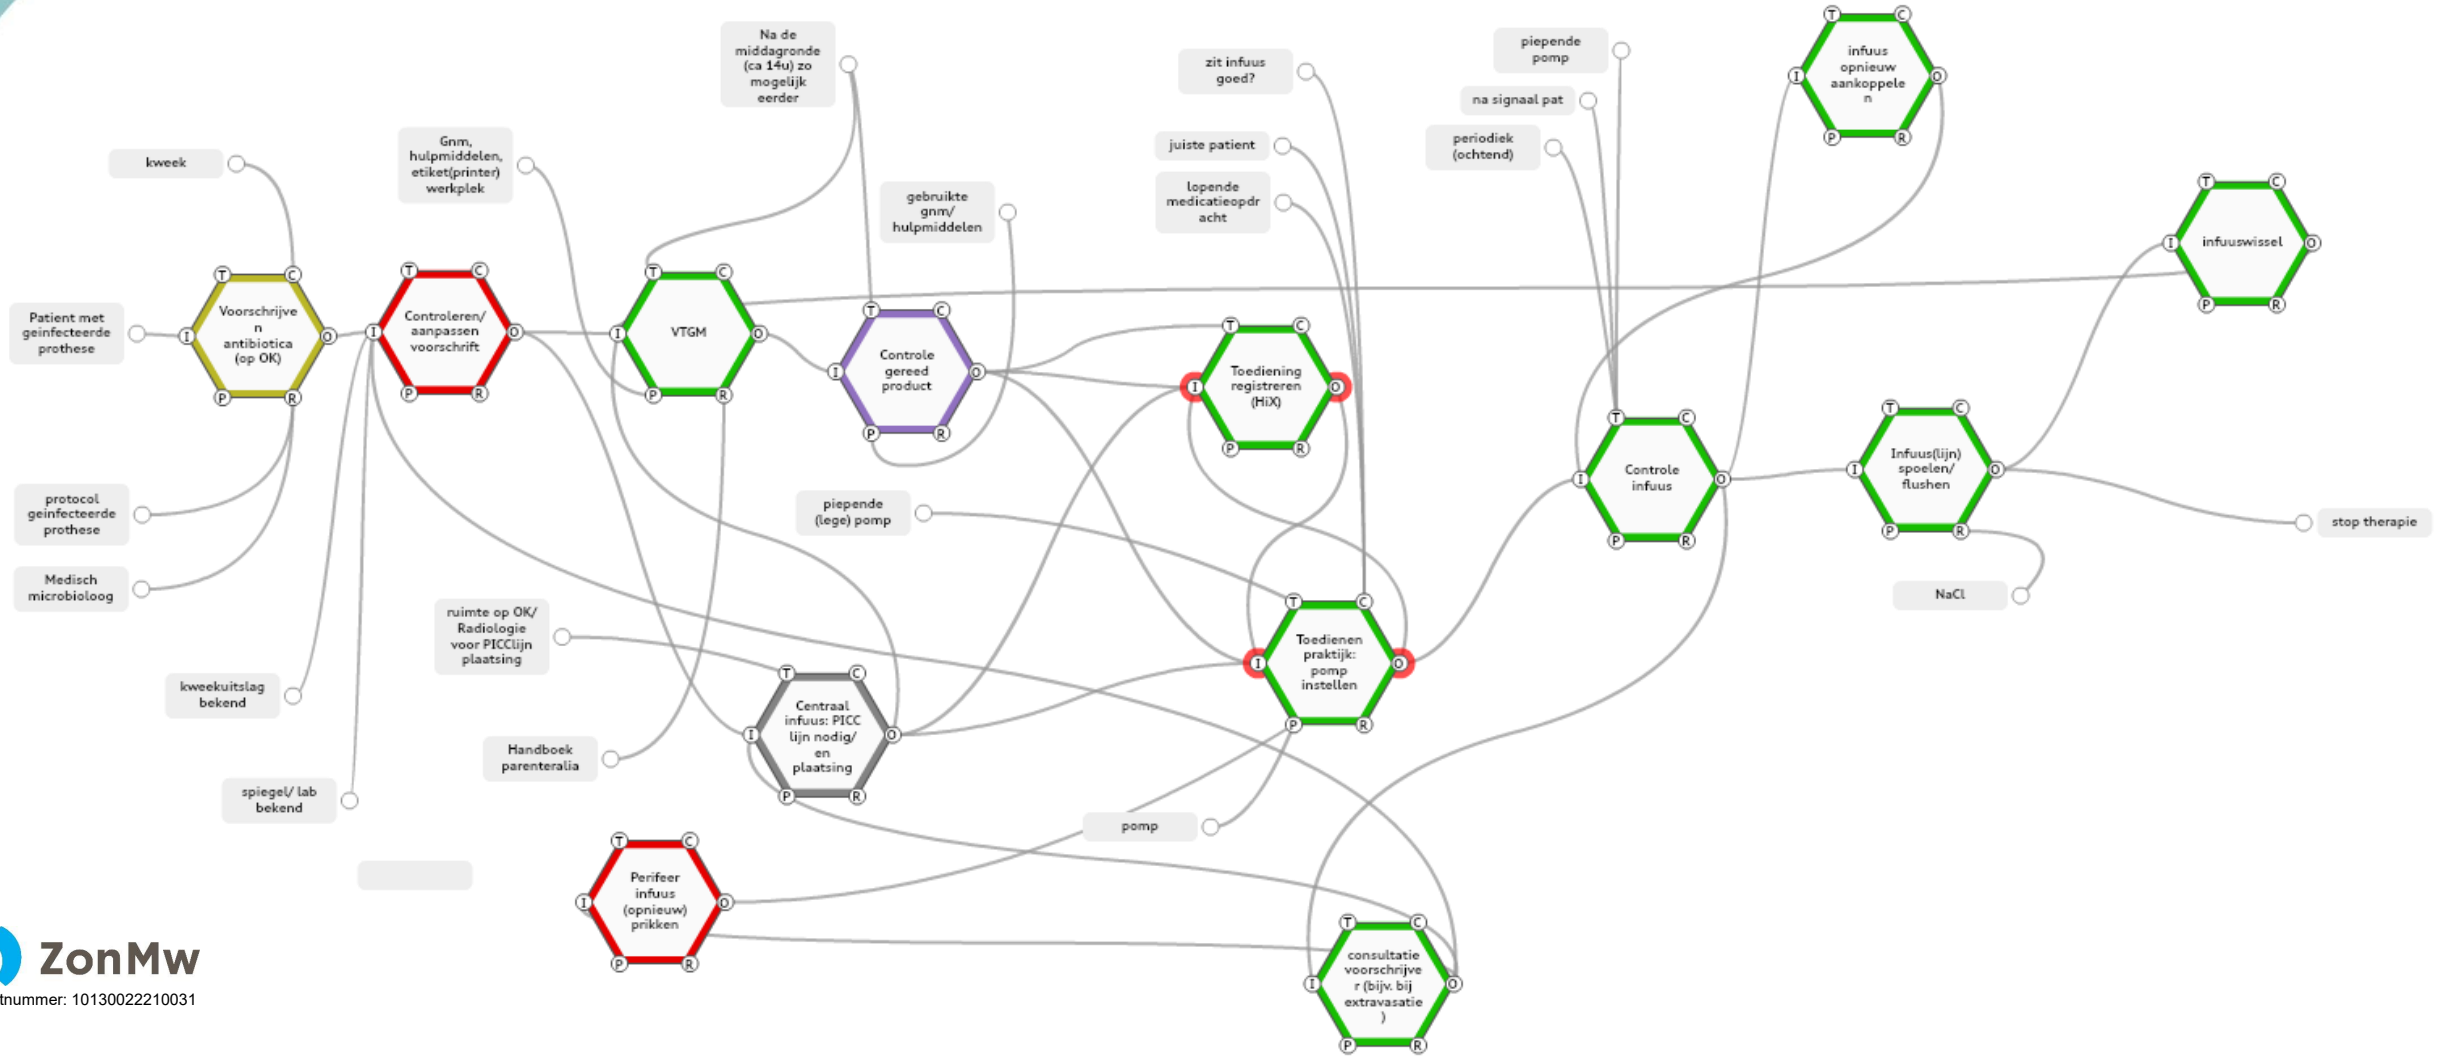 Na de
middagronde
(ca 14u) zo
mogelijk
eerder
zit infuus
goed?
piepende
pomp
na signaal pat
periodiek
(ochtend)
T C
infuus
opnieuw
aankoppele
n
I O
P R
kweek
Gnm,
hulpmiddelen,
etiket(printer)
werkplek
gebruikte
gnm/
hulpmiddelen
juiste patient
lopende
medicatieopdr
acht
T C
infuuswissel
I O
P R
Patient met
geinfecteerde
prothese
T C
Voorschrijve
n
antibiotica
(op OK)
I O
P R
T C
Controleren/
aanpassen
voorschrift
I O
P R
T C
VTGM
I O
P R
T C
Controle
gereed
product
I O
P R
T C
Toediening
registreren
(HiX)
I O
P R
T C
Controle
infuus
I O
P R
T C
Infuus(lijn)
spoelen/
flushen
I O
P R
stop therapie
NaCl
protocol
geinfecteerde
prothese
Medisch
microbioloog
piepende
(lege) pomp
kweekuitslag
bekend
ruimte op OK/
Radiologie
voor PICClijn
plaatsing
T C
Toedienen
praktijk:
pomp
instellen
I O
P R
Handboek
parenteralia
T C
Centraal
infuus: PICC
lijn nodig/
en
plaatsing
I O
P R
spiegel/ lab
bekend
pomp
T C
Perifeer
infuus
(opnieuw)
prikken
I O
P R
T C
consultatie
voorschrijve
r (bijv. bij
extravasatie
)
I O
P R
ZonMw
tnummer: 10130022210031